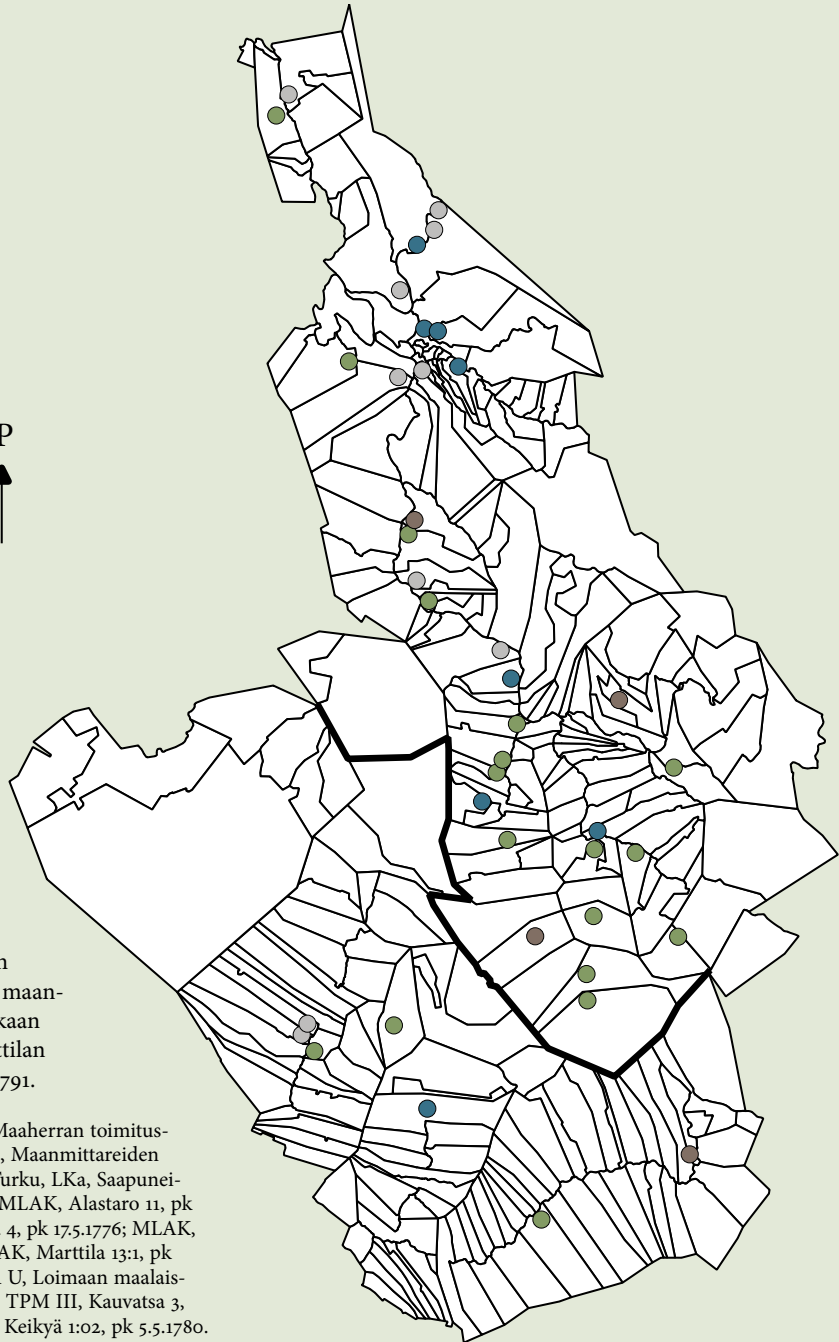 P
n
maan-
kaan
ttilan
791.
Maaherran toimitus-
, Maanmittareiden
Turku, LKa, Saapunei-
MLAK, Alastaro 11, pk
4, pk 17.5.1776; MLAK,
AK, Marttila 13:1, pk
U, Loimaan maalais-
TPM III, Kauvatsa 3,
Keikyä 1:02, pk 5.5.1780.